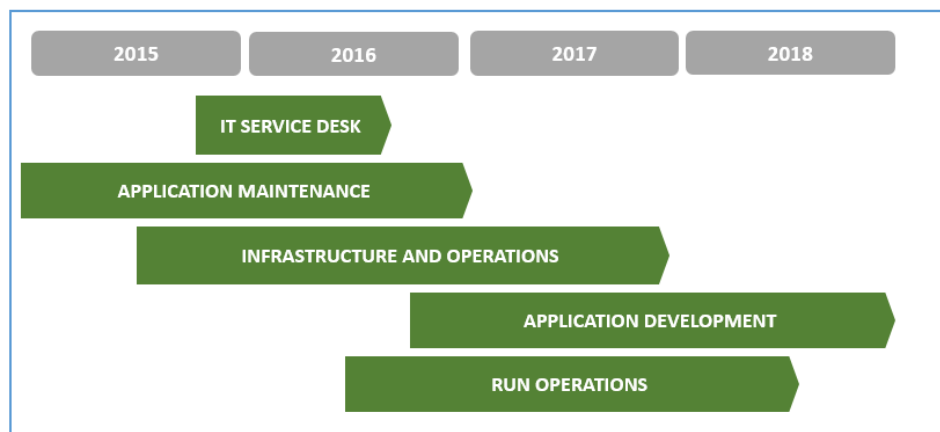 2015 2016 2017 2018
IT SERVICE DESK
APPLICATION MAINTENANCE
INFRASTRUCTURE AND OPERATIONS
APPLICATION DEVELOPMENT
RUN OPERATIONS